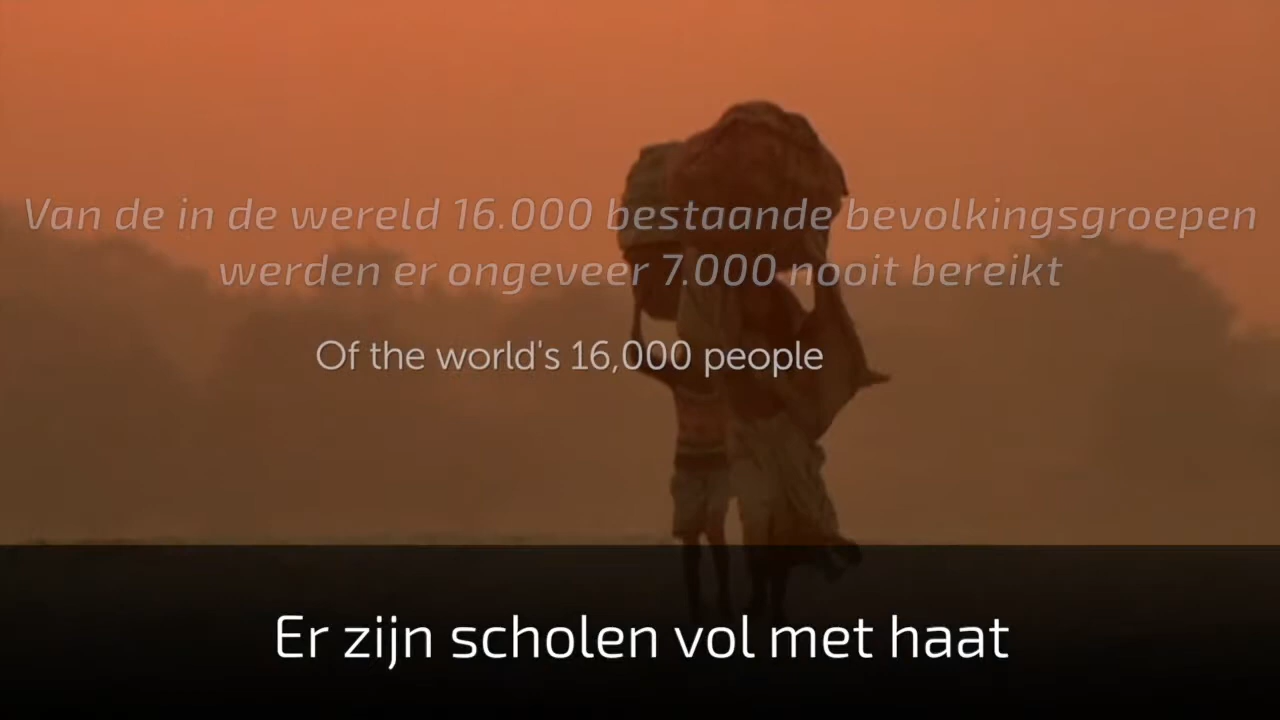 Van de in de wereld 16.000 bestaande bevolkingsgroepen
werden er ongeveer 7.000 nooit bereikt
Of the world's 16,000 people
Er zijn scholen vol met haat